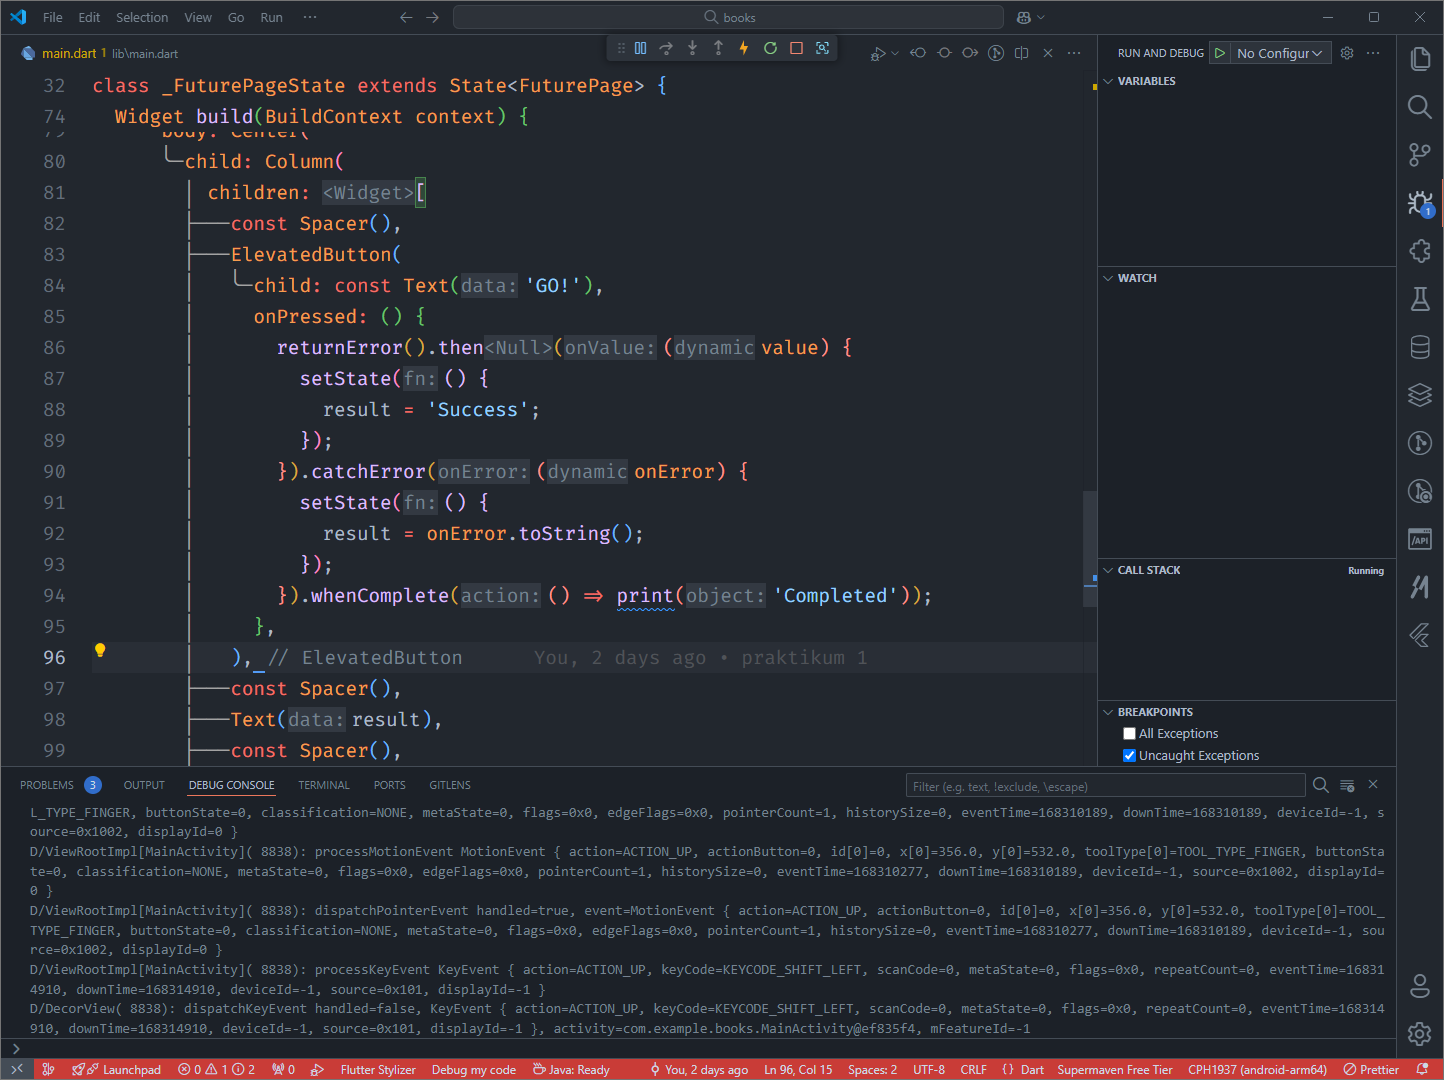 File Edit Selection View Go Run ··· books
main.dart 1 lib\main.dart
RUN AND DEBUG No Configur
32 class _FuturePageState extends State<FuturePage> {
74 Widget build(BuildContext context) {
79 body: Center(
80 child: Column(
81 children: <Widget>[
82 const Spacer(),
83 ElevatedButton(
84 child: const Text(data: 'GO!'),
85 onPressed: () {
86 returnError().then<Null>(onValue: (dynamic value) {
87 setState(fn: () {
88 result = 'Success';
89 });
90 }).catchError(onError: (dynamic onError) {
91 setState(fn: () {
92 result = onError.toString();
93 });
94 }).whenComplete(action: () => print(object: 'Completed'));
95 },
96 ), // ElevatedButton You, 2 days ago • praktikum 1
97 const Spacer(),
98 Text(data: result),
99 const Spacer(),
VARIABLES
WATCH
CALL STACK Running
BREAKPOINTS
All Exceptions
Uncaught Exceptions
1
/API
PROBLEMS 3 OUTPUT DEBUG CONSOLE TERMINAL PORTS GITLENS Filter (e.g. text, !exclude, \escape)
L_TYPE_FINGER, buttonState=0, classification=NONE, metaState=0, flags=0x0, edgeFlags=0x0, pointerCount=1, historySize=0, eventTime=168310189, downTime=168310189, deviceId=-1, s
ource=0x1002, displayId=0 }
D/ViewRootImpl[MainActivity]( 8838): processMotionEvent MotionEvent { action=ACTION_UP, actionButton=0, id[0]=0, x[0]=356.0, y[0]=532.0, toolType[0]=TOOL_TYPE_FINGER, buttonSta
te=0, classification=NONE, metaState=0, flags=0x0, edgeFlags=0x0, pointerCount=1, historySize=0, eventTime=168310277, downTime=168310189, deviceId=-1, source=0x1002, displayId=
0 }
D/ViewRootImpl[MainActivity]( 8838): dispatchPointerEvent handled=true, event=MotionEvent { action=ACTION_UP, actionButton=0, id[0]=0, x[0]=356.0, y[0]=532.0, toolType[0]=TOOL_
TYPE_FINGER, buttonState=0, classification=NONE, metaState=0, flags=0x0, edgeFlags=0x0, pointerCount=1, historySize=0, eventTime=168310277, downTime=168310189, deviceId=-1, sou
rce=0x1002, displayId=0 }
D/ViewRootImpl[MainActivity]( 8838): processKeyEvent KeyEvent { action=ACTION_UP, keyCode=KEYCODE_SHIFT_LEFT, scanCode=0, metaState=0, flags=0x0, repeatCount=0, eventTime=16831
4910, downTime=168314910, deviceId=-1, source=0x101, displayId=-1 }
D/DecorView( 8838): dispatchKeyEvent handled=false, KeyEvent { action=ACTION_UP, keyCode=KEYCODE_SHIFT_LEFT, scanCode=0, metaState=0, flags=0x0, repeatCount=0, eventTime=168314
910, downTime=168314910, deviceId=-1, source=0x101, displayId=-1 }, activity=com.example.books.MainActivity@ef835f4, mFeatureId=-1
Launchpad 0 1 2 0 Flutter Stylizer Debug my code Java: Ready You, 2 days ago Ln 96, Col 15 Spaces: 2 UTF-8 CRLF {} Dart Supermaven Free Tier CPH1937 (android-arm64) Prettier